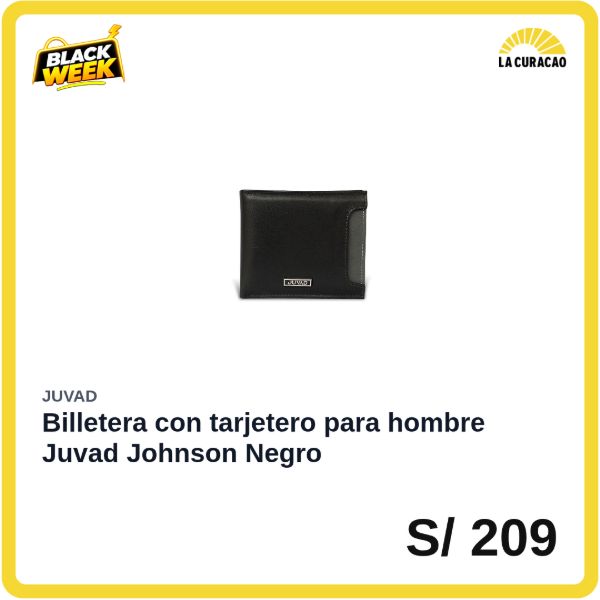 BLACK
WEEK
LA CURACAO
JUVAD
JUVAD
Billetera con tarjetero para hombre
Juvad Johnson Negro
S/ 209